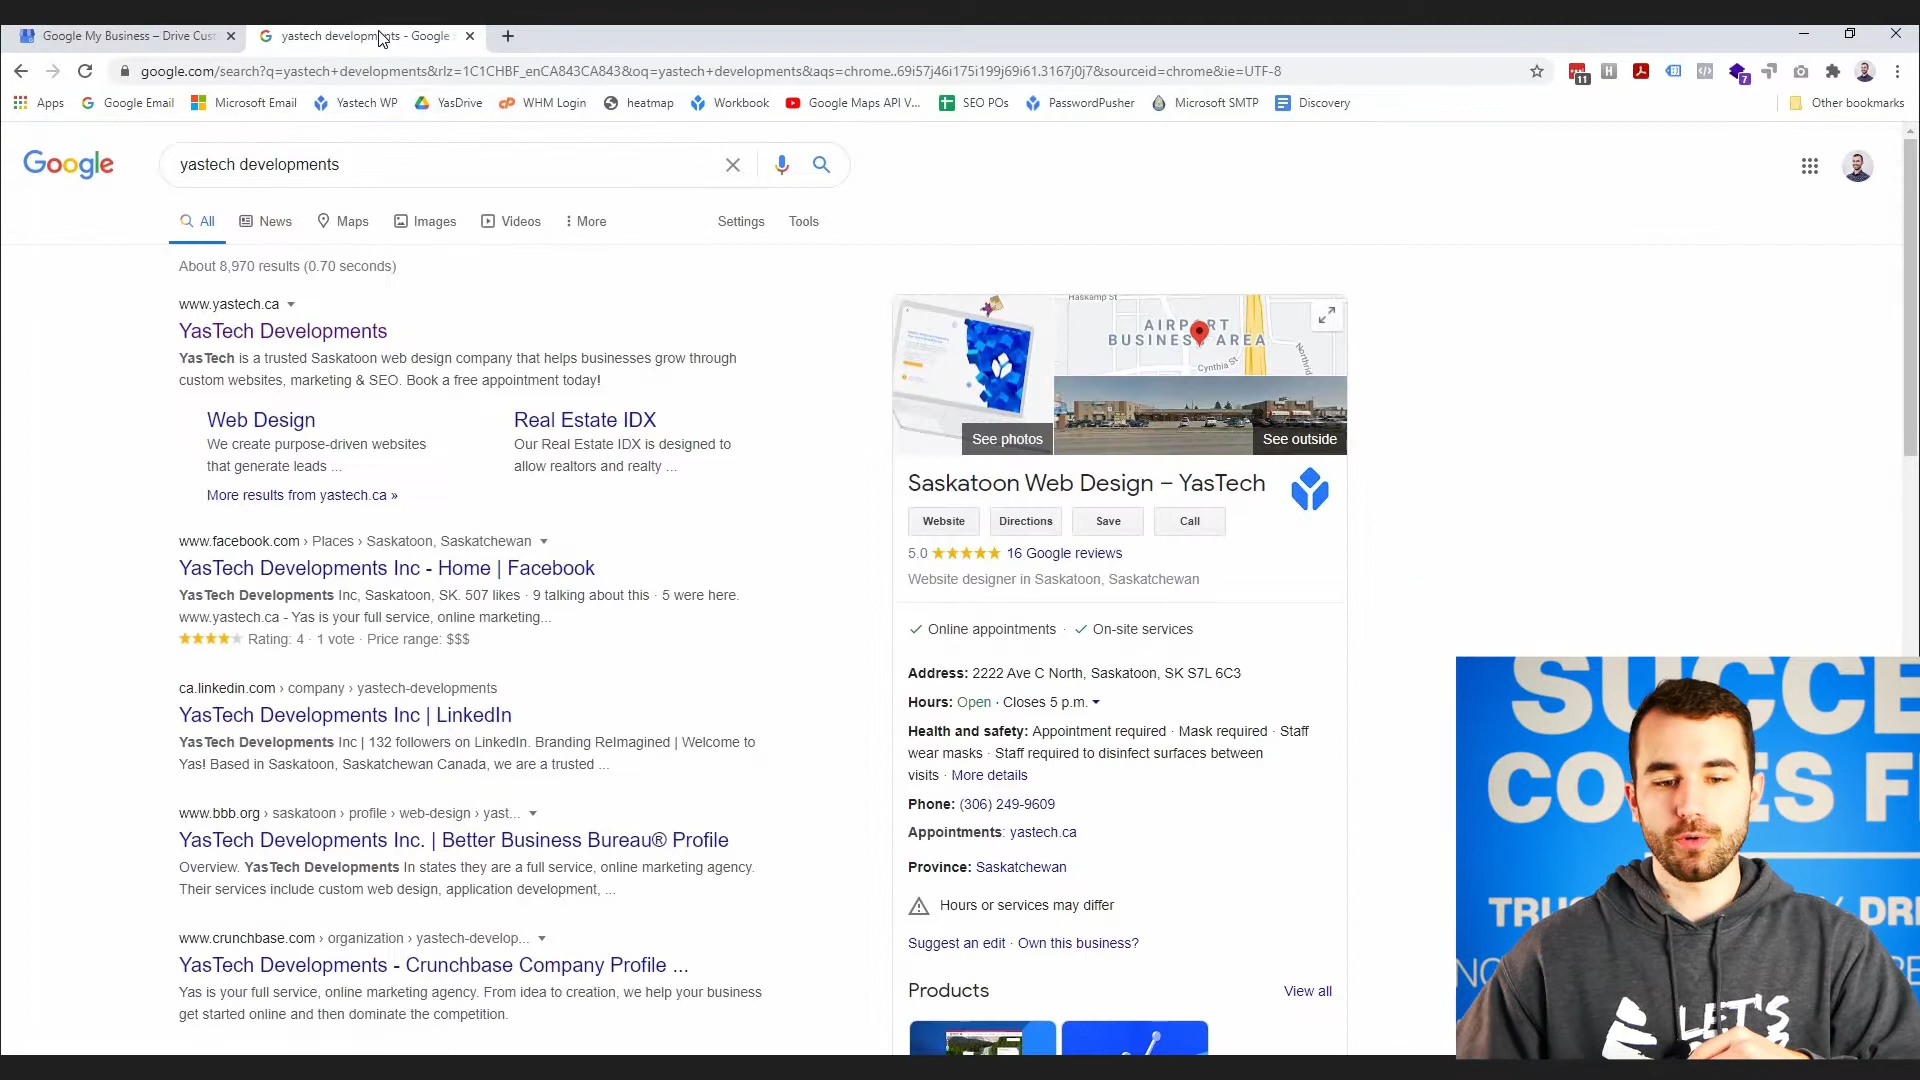 Google My Business – Drive Cust
yastech developments - Google
google.com/search?q=yastech+developments&rlz=1C1CHBF_enCA843CA843&oq=yastech+developments&aqs=chrome..69i57j46i175i199j69i61.3167j0j7&sourceid=chrome&ie=UTF-8
11
7
Apps
Google Email
Microsoft Email
Yastech WP
YasDrive
WHM Login
heatmap
Workbook
Google Maps API V...
SEO POs
PasswordPusher
Microsoft SMTP
Discovery
Other bookmarks
Google
yastech developments
All
News
Maps
Images
Videos
More
Settings
Tools
About 8,970 results (0.70 seconds)
www.yastech.ca
YasTech Developments
YasTech is a trusted Saskatoon web design company that helps businesses grow through
custom websites, marketing & SEO. Book a free appointment today!
Web Design
We create purpose-driven websites
that generate leads ...
Real Estate IDX
Our Real Estate IDX is designed to
allow realtors and realty ...
More results from yastech.ca »
www.facebook.com › Places › Saskatoon, Saskatchewan
YasTech Developments Inc - Home | Facebook
YasTech Developments Inc, Saskatoon, SK. 507 likes · 9 talking about this · 5 were here.
www.yastech.ca - Yas is your full service, online marketing...
Rating: 4 · 1 vote · Price range: $$$
ca.linkedin.com › company › yastech-developments
YasTech Developments Inc | LinkedIn
YasTech Developments Inc | 132 followers on LinkedIn. Branding ReImagined | Welcome to
Yas! Based in Saskatoon, Saskatchewan Canada, we are a trusted ...
www.bbb.org › saskatoon › profile › web-design › yast...
YasTech Developments Inc. | Better Business Bureau® Profile
Overview. YasTech Developments In states they are a full service, online marketing agency.
Their services include custom web design, application development, ...
www.crunchbase.com › organization › yastech-develop...
YasTech Developments - Crunchbase Company Profile ...
Yas is your full service, online marketing agency. From idea to creation, we help your business
get started online and then dominate the competition.
Haskamp St
AIRPORT
BUSINESS AREA
Cynthia St
Northrid
See photos
See outside
Saskatoon Web Design – YasTech
Website
Directions
Save
Call
5.0
16 Google reviews
Website designer in Saskatoon, Saskatchewan
Online appointments · On-site services
Address: 2222 Ave C North, Saskatoon, SK S7L 6C3
Hours: Open · Closes 5 p.m.
Health and safety: Appointment required · Mask required · Staff
wear masks · Staff required to disinfect surfaces between
visits · More details
Phone: (306) 249-9609
Appointments: yastech.ca
Province: Saskatchewan
Hours or services may differ
Suggest an edit · Own this business?
Products
View all
SUCCE
CO ES F
TRU
DRI
LET'S